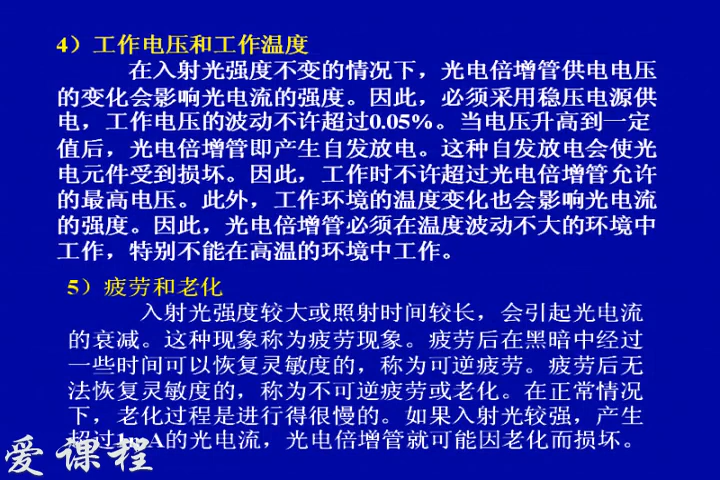 4）工作电压和工作温度
在入射光强度不变的情况下，光电倍增管供电电压
的变化会影响光电流的强度。因此，必须采用稳压电源供
电，工作电压的波动不许超过0.05%。当电压升高到一定
值后，光电倍增管即产生自发放电。这种自发放电会使光
电元件受到损坏。因此，工作时不许超过光电倍增管允许
的最高电压。此外，工作环境的温度变化也会影响光电流
的强度。因此，光电倍增管必须在温度波动不大的环境中
工作，特别不能在高温的环境中工作。
5）疲劳和老化
入射光强度较大或照射时间较长，会引起光电流
的衰减。这种现象称为疲劳现象。疲劳后在黑暗中经过
一些时间可以恢复灵敏度的，称为可逆疲劳。疲劳后无
法恢复灵敏度的，称为不可逆疲劳或老化。在正常情况
下，老化过程是进行得很慢的。如果入射光较强，产生
超过A的光电流，光电倍增管就可能因老化而损坏。
爱课程